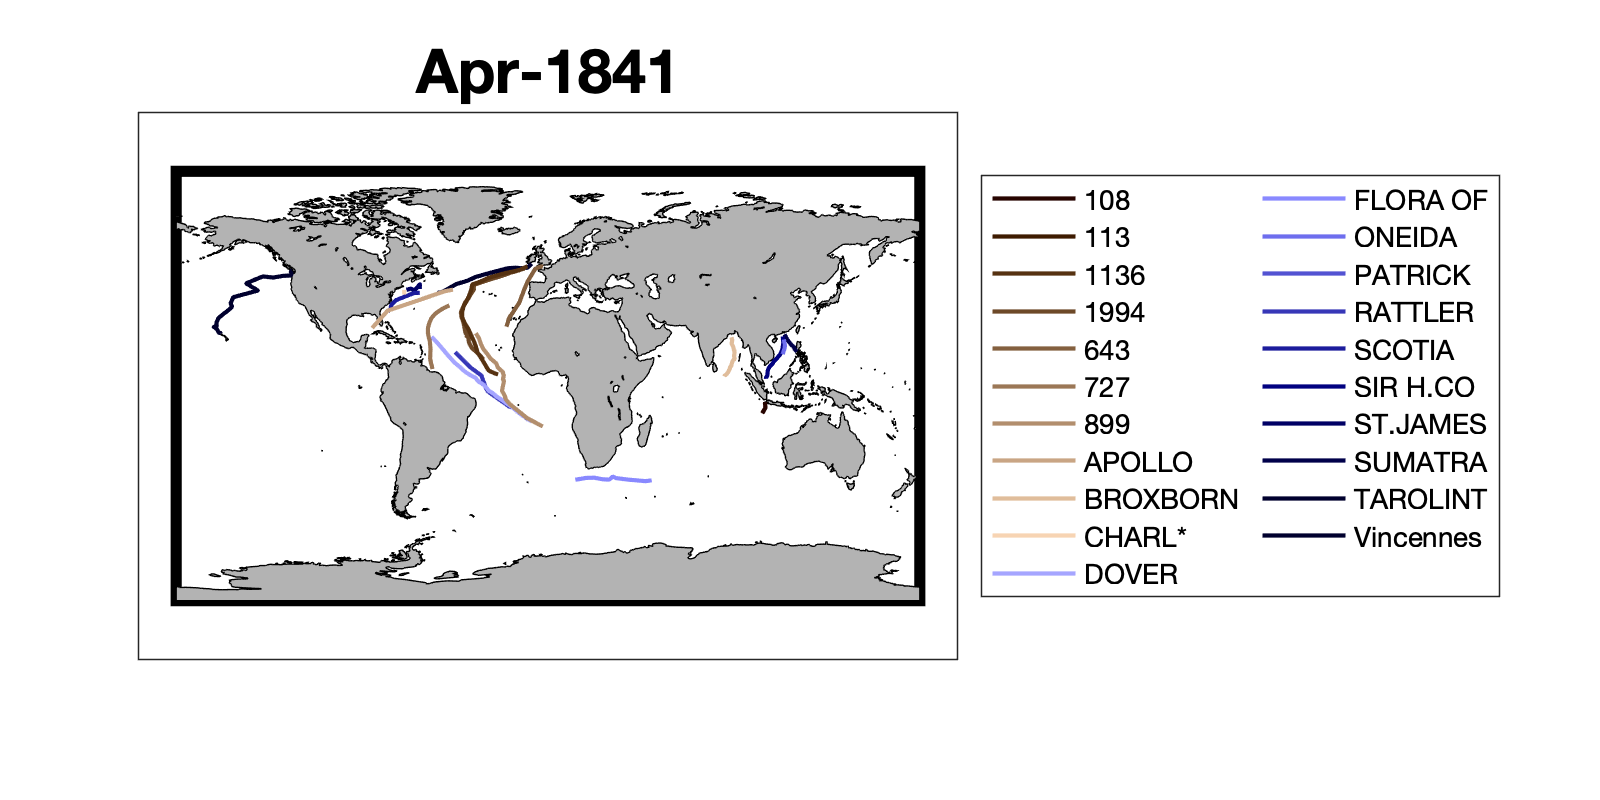 Apr-1841
108
113
1136
1994
643
727
899
APOLLO
BROXBORN
CHARL*
DOVER
FLORA OF
ONEIDA
PATRICK
RATTLER
SCOTIA
SIR H.CO
ST.JAMES
SUMATRA
TAROLINT
Vincennes